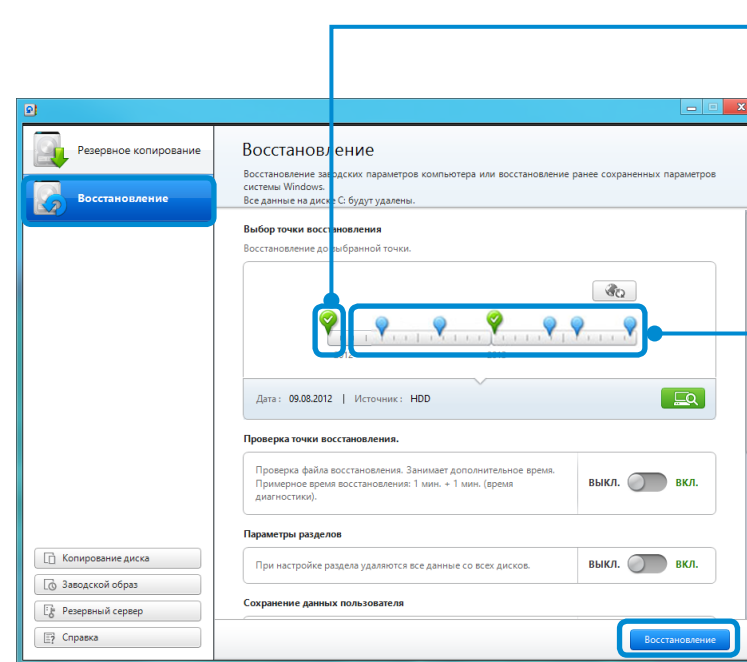 Резервное копирование
Восстановление
Восстановление
Восстановление заводских параметров компьютера или восстановление ранее сохраненных параметров
системы Windows.
Все данные на диске C: будут удалены.
Выбор точки восстановления
Восстановление до выбранной точки.
2012
Дата : 09.08.2012 | Источник : HDD
Проверка точки восстановления.
Проверка файла восстановления. Занимает дополнительное время.
Примерное время восстановления: 1 мин. + 1 мин. (время
диагностики).
ВЫКЛ. ВКЛ.
Параметры разделов
При настройке раздела удаляются все данные со всех дисков.
ВЫКЛ. ВКЛ.
Сохранение данных пользователя
Копирование диска
Заводской образ
Резервный сервер
Справка
Восстановление